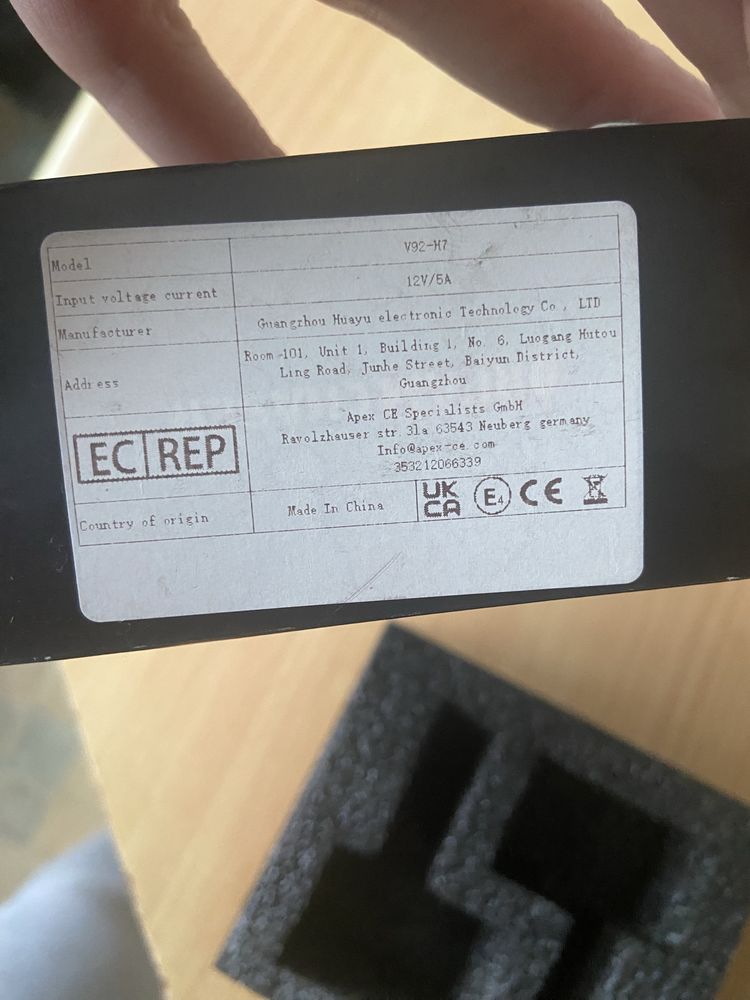 Model V92-H7
Input voltage current 12V/5A
Manufacturer Guangzhou Huayu electronic Technology Co., LTD
Address Room-101, Unit 1, Building 1, No. 6, Luogang Hutou
Ling Road, Junhe Street, Baiyun District,
Guangzhou
EC REP
Apex CE Specialists GmbH
Ravolzhauser str.31a 63543 Neuberg germany
Info@apex-ce.com
353212066339
Country of origin Made In China
UK
CA
E4 CE